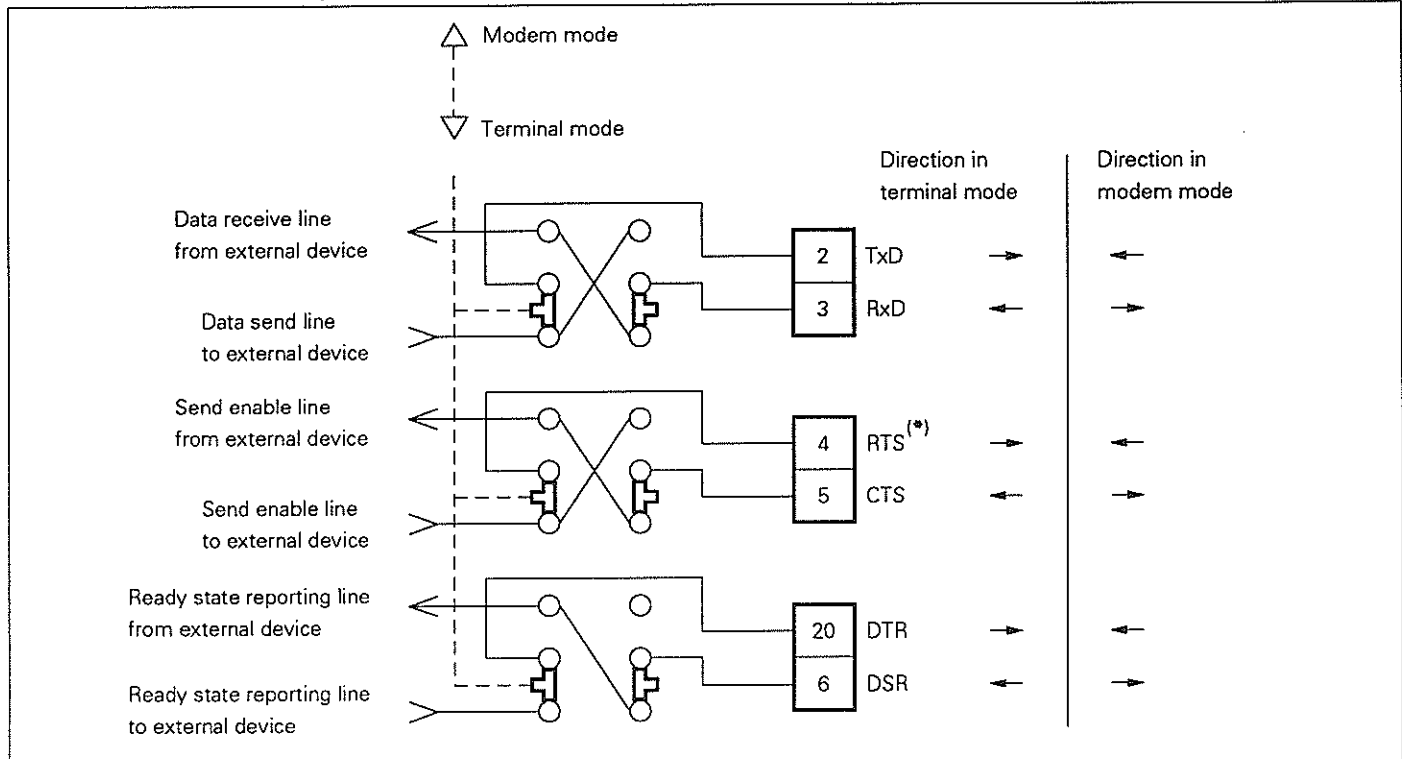 Modem mode
Terminal mode
Direction in
terminal mode
Direction in
modem mode
Data receive line
from external device
2 TxD
3 RxD
Data send line
to external device
Send enable line
from external device
4 RTS(*)
5 CTS
Send enable line
to external device
Ready state reporting line
from external device
20 DTR
6 DSR
Ready state reporting line
to external device